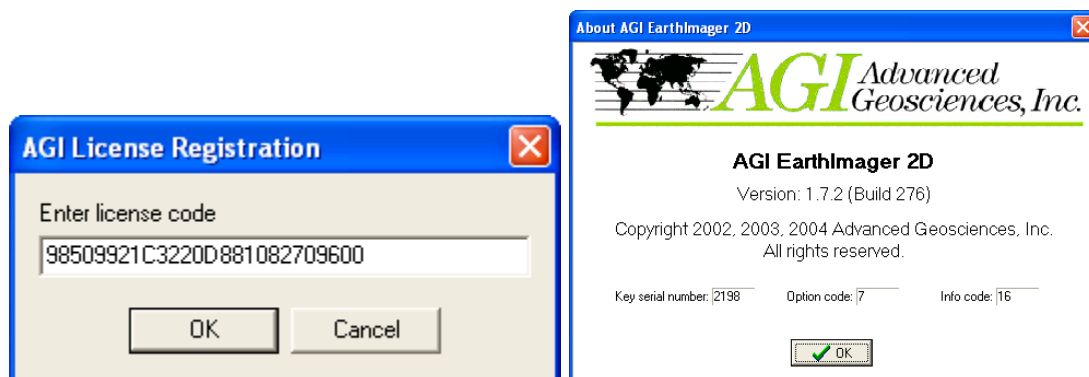 AGI License Registration
Enter license code
98509921C3220D881082709600
OK
Cancel
About AGI EarthImager 2D
AGI Advanced
Geosciences, Inc.
AGI EarthImager 2D
Version: 1.7.2 (Build 276)
Copyright 2002, 2003, 2004 Advanced Geosciences, Inc.
All rights reserved.
Key serial number: 2198 Option code: 7 Info code: 16
OK